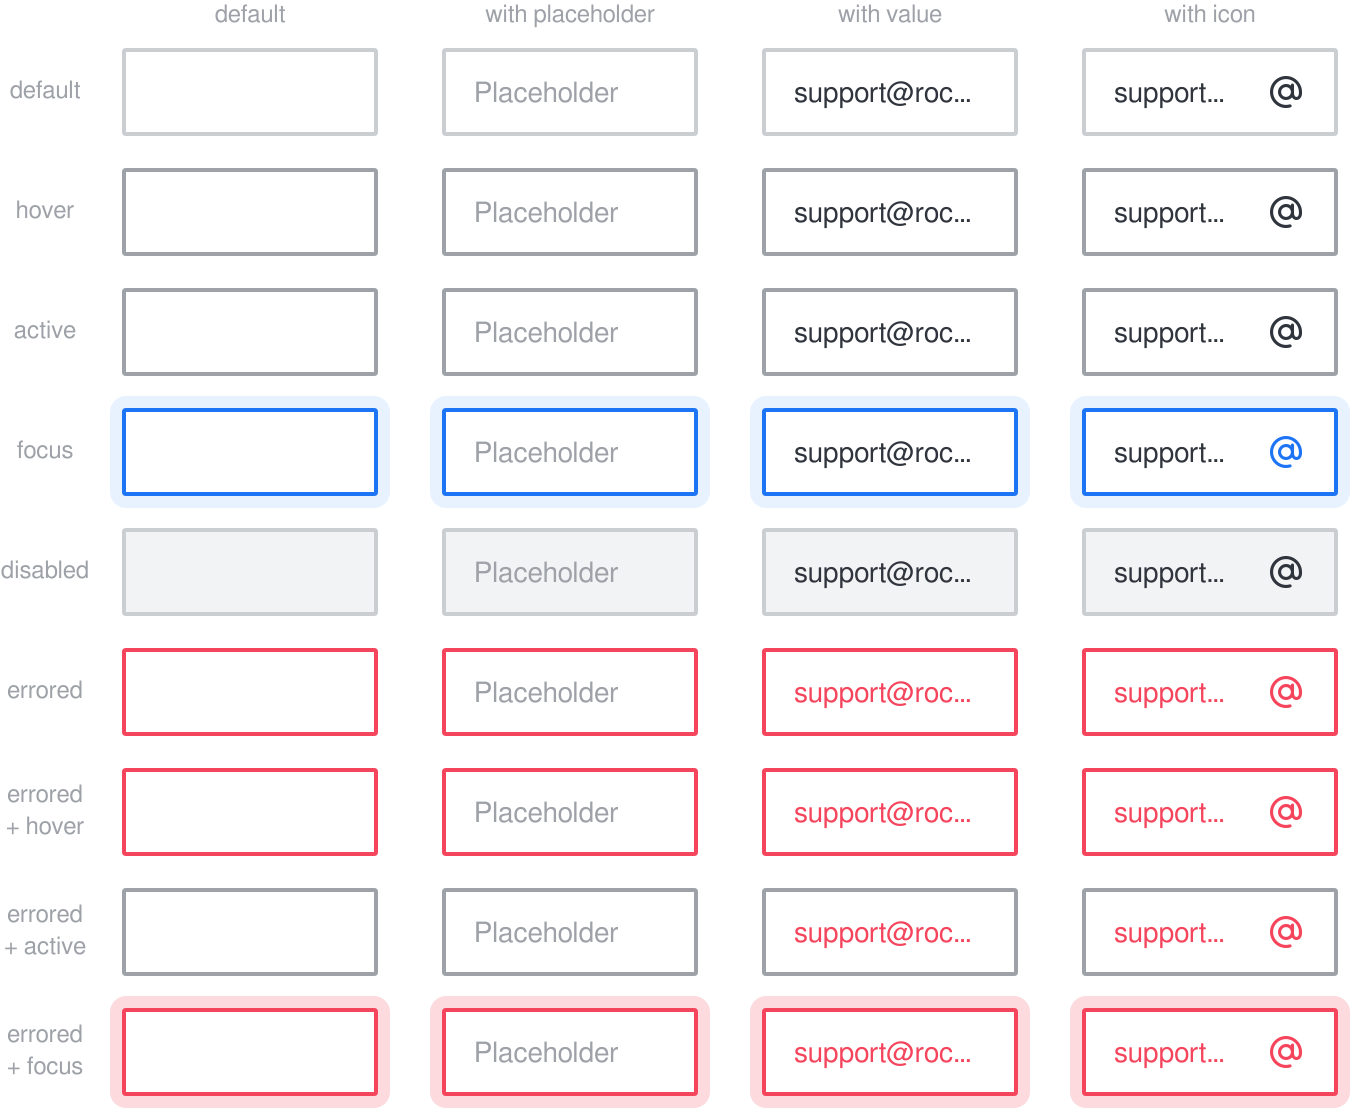 default with placeholder with value with icon
default Placeholder support@roc... support... @
hover Placeholder support@roc... support... @
active Placeholder support@roc... support... @
focus Placeholder support@roc... support... @
disabled Placeholder support@roc... support... @
errored Placeholder support@roc... support... @
errored
+ hover Placeholder support@roc... support... @
errored
+ active Placeholder support@roc... support... @
errored
+ focus Placeholder support@roc... support... @